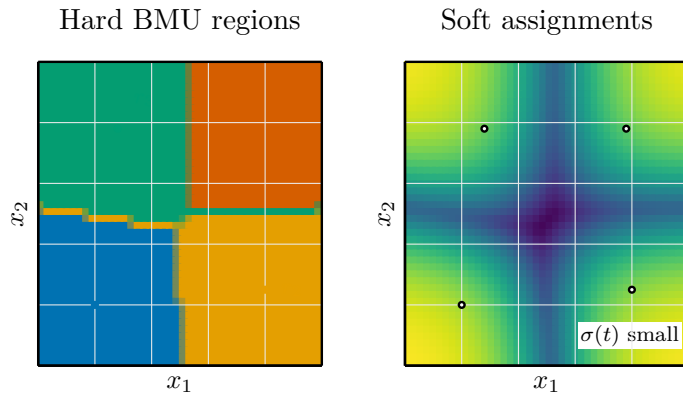 Hard BMU regions
Soft assignments
x₂
x₂
σ(t) small
x₁
x₁